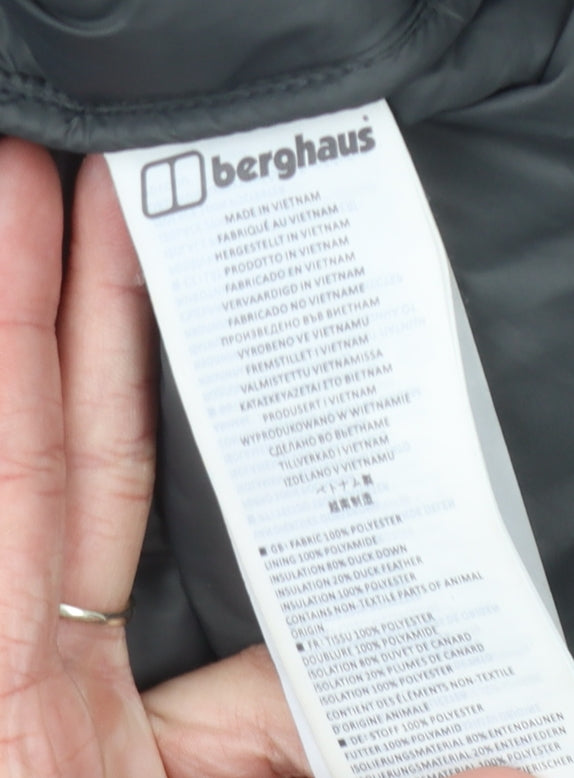 berghaus
MADE IN VIETNAM
FABRIQUÉ AU VIETNAM
HERGESTELLT IN VIETNAM
PRODOTTO IN VIETNAM
FABRICADO EN VIETNAM
VERVAARDIGD IN VIETNAM
FABRICADO NO VIETNAME
ПРОИЗВЕДЕНО ВЪВ ВИЕТНАМ
VYROBENO VE VIETNAMU
FREMSTILLET I VIETNAM
VALMISTETTU VIETNAMISSA
ΚΑΤΑΣΚΕΥΑΖΕΤΑΙ ΣΤΟ ΒΙΕΤΝΑΜ
PRODUSERT I VIETNAM
WYPRODUKOWANO W WIETNAMIE
СДЕЛАНО ВО ВЬЕТНАМЕ
TILLVERKAD I VIETNAM
IZDELANO V VIETNAMU
ベトナム製
越南制造
■ GB: FABRIC 100% POLYESTER
LINING 100% POLYAMIDE
INSULATION 80% DUCK DOWN
INSULATION 20% DUCK FEATHER
INSULATION 100% POLYESTER
CONTAINS NON-TEXTILE PARTS OF ANIMAL
ORIGIN
■ FR: TISSU 100% POLYESTER
DOUBLURE 100% POLYAMIDE
ISOLATION 80% DUVET DE CANARD
ISOLATION 20% PLUMES DE CANARD
ISOLATION 100% POLYESTER
CONTIENT DES ÉLÉMENTS NON TEXTILE
D'ORIGINE ANIMALE
■ DE: STOFF 100% POLYESTER
FUTTER 100% POLYAMID
ISOLIERUNGSMATERIAL 80% ENTENDAUNEN
ISOLIERUNGSMATERIAL 20% ENTENFEDERN